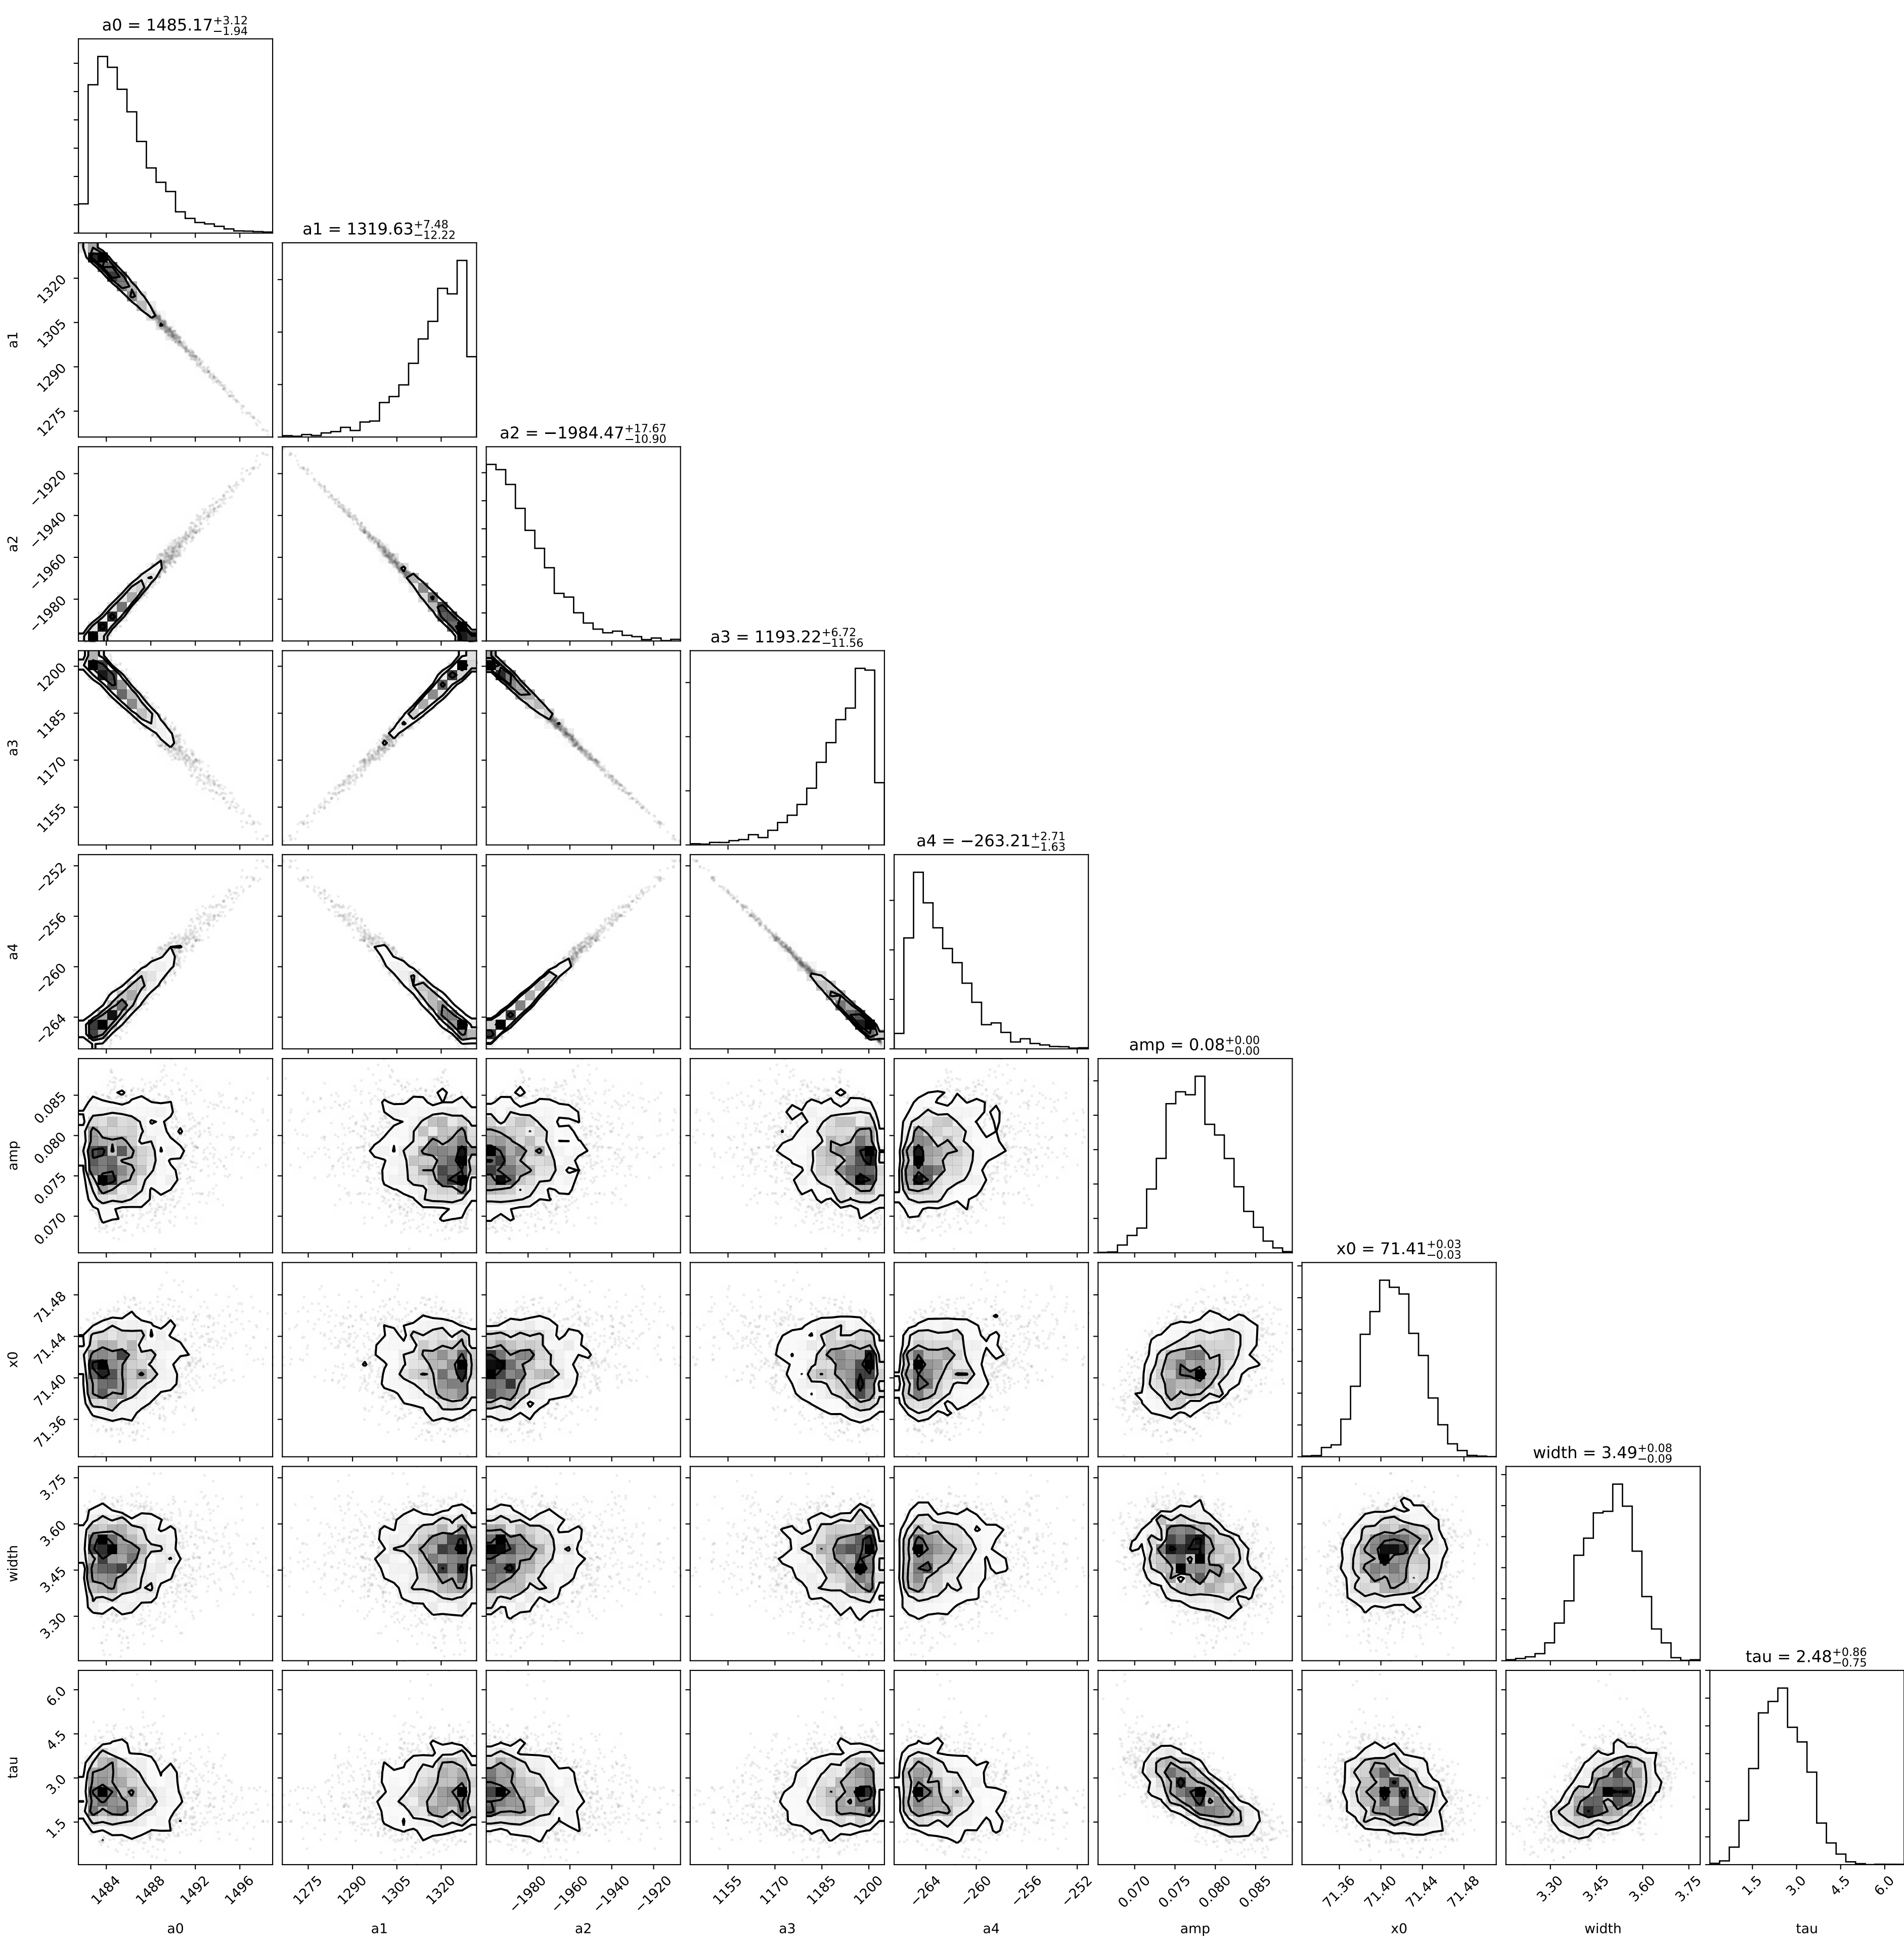 a0 = 1485.17+3.12 −1.94
a1 = 1319.63+7.48 −12.22
1320
1305
1290
1275
a1
a2 = −1984.47+17.67 −10.90
−1920
−1940
−1960
−1980
a2
a3 = 1193.22+6.72 −11.56
1200
1185
1170
1155
a3
a4 = −263.21+2.71 −1.63
−252
−256
−260
−264
a4
amp = 0.08+0.00 −0.00
0.085
0.080
0.075
0.070
amp
x0 = 71.41+0.03 −0.03
71.48
71.44
71.40
71.36
x0
width = 3.49+0.08 −0.09
3.75
3.60
3.45
3.30
width
tau = 2.48+0.86 −0.75
6.0
4.5
3.0
1.5
tau
1484 1488 1492 1496 1275 1290 1305 1320 −1980 −1960 −1940 −1920 1155 1170 1185 1200 −264 −260 −256 −252 0.070 0.075 0.080 0.085 71.36 71.40 71.44 71.48 3.30 3.45 3.60 3.75 1.5 3.0 4.5 6.0
a0 a1 a2 a3 a4 amp x0 width tau